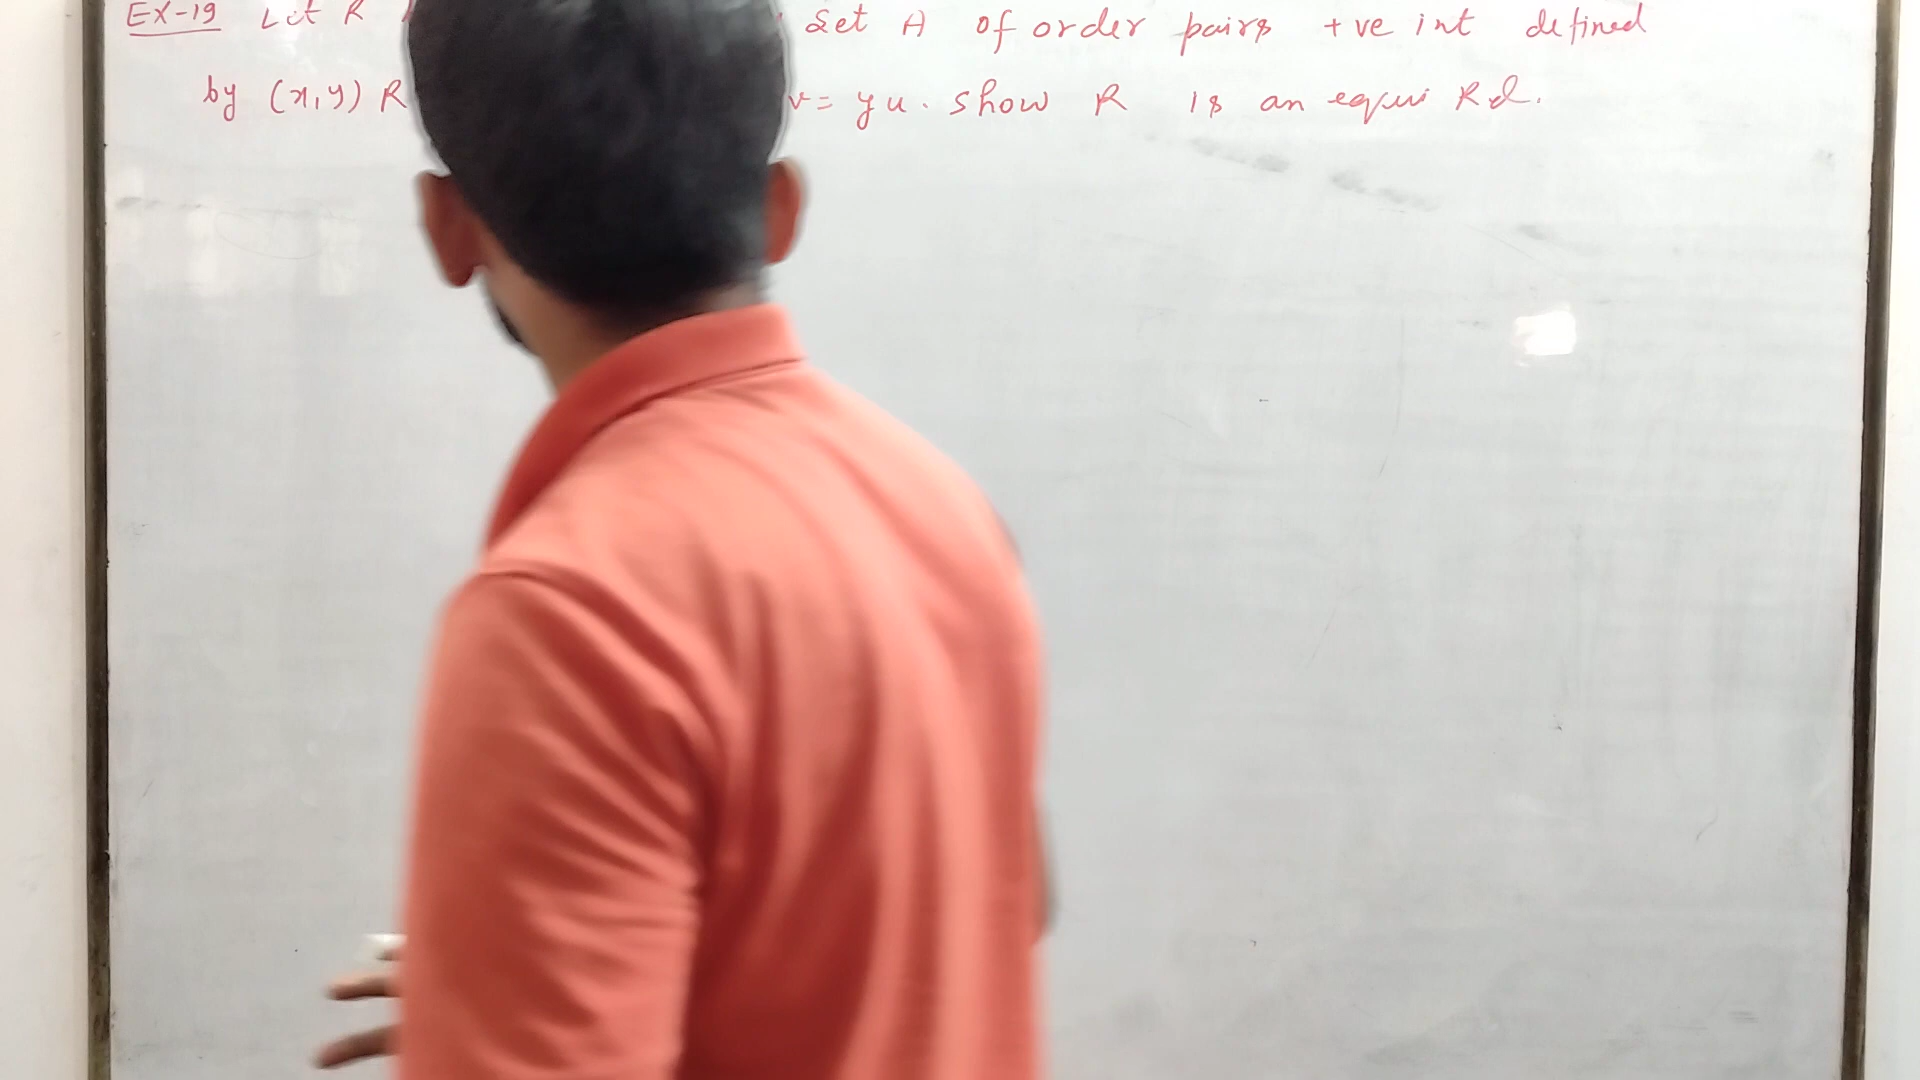 EX-19 Let R set A of order pairs +ve int defined
by (x,y) R v = yu. show R is an equi Rel.